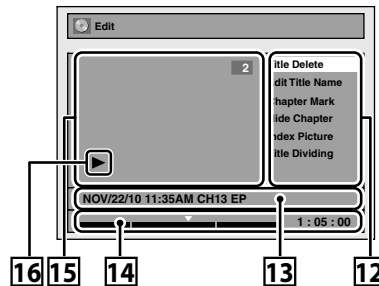 Edit
2
itle Delete
dit Title Name
hapter Mark
ide Chapter
ndex Picture
itle Dividing
NOV/22/10 11:35AM CH13 EP
1 : 05 : 00
16 15 14 13 12